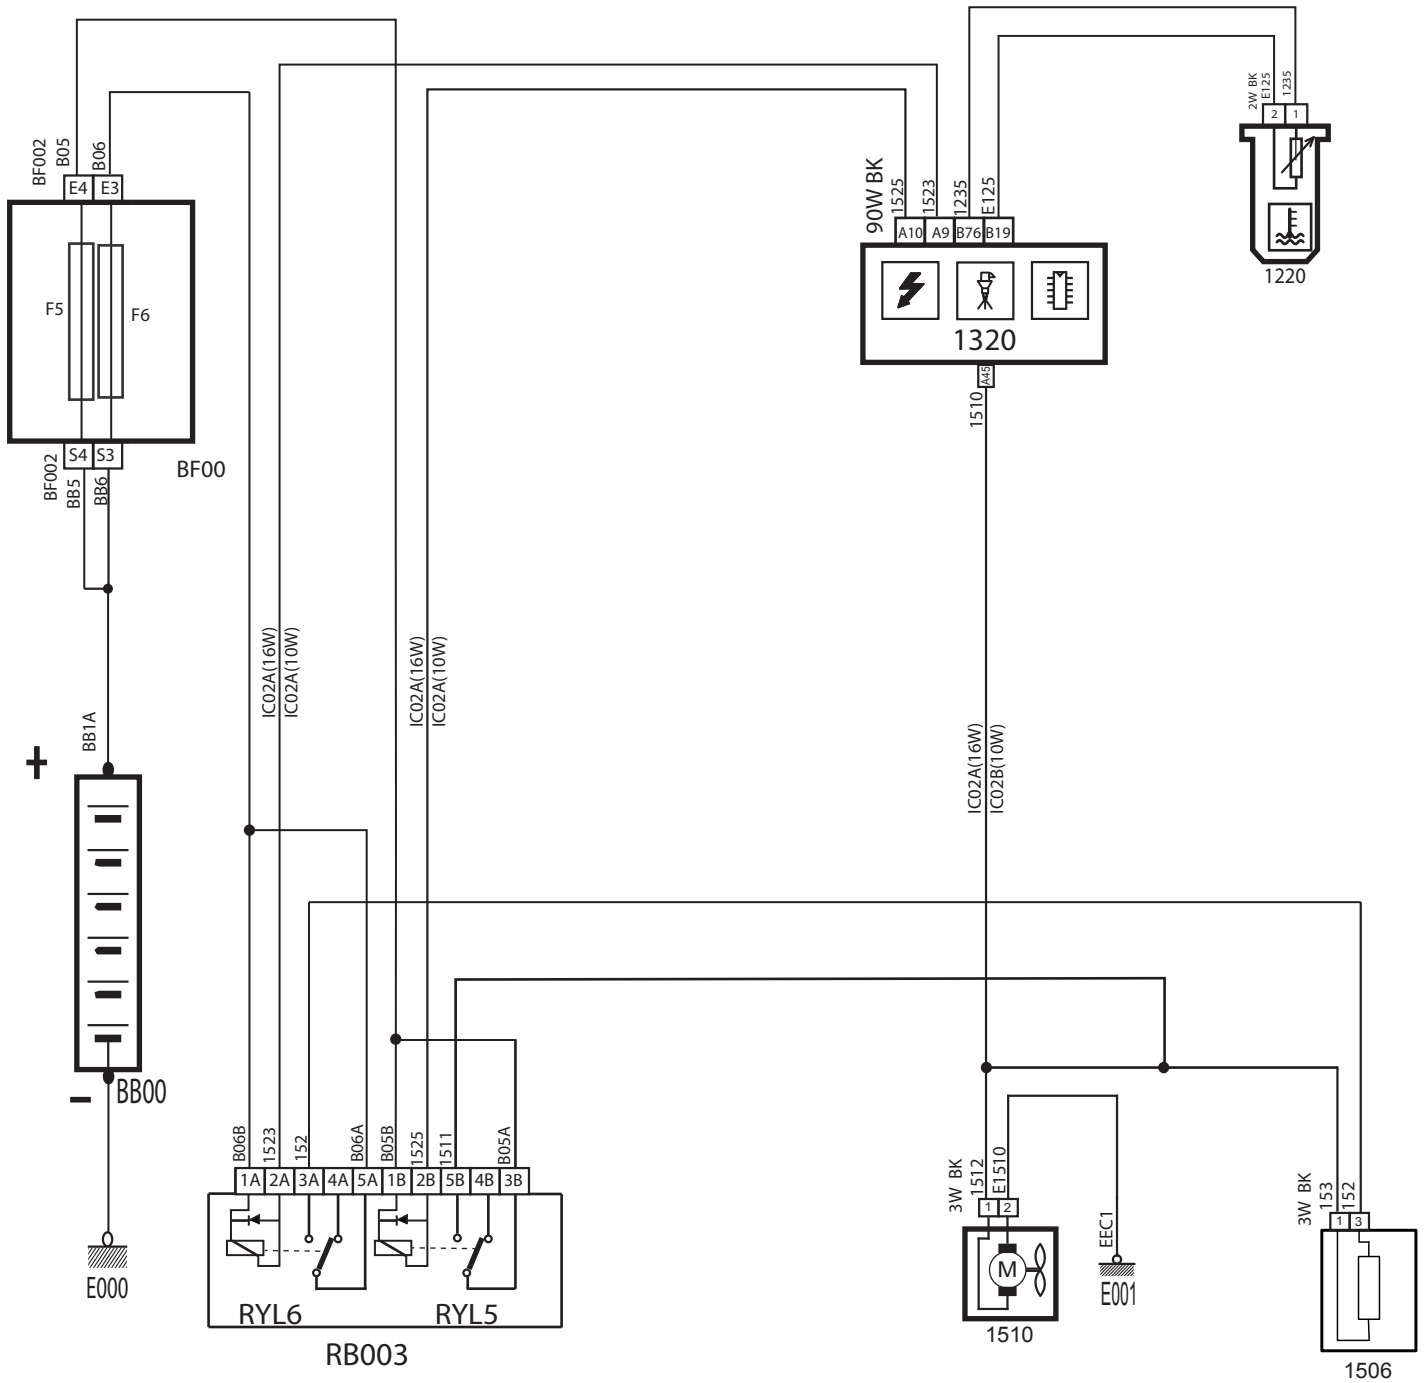 2W BK
E125
1235
2
1
1220
BF002
B05
B06
E4
E3
F5
F6
S4
S3
BF002
BB5
BB6
BF00
90W BK
1525
1523
1235
E125
A10
A9
B76
B19
1320
A45
1510
IC02A(16W)
IC02A(10W)
IC02A(16W)
IC02A(10W)
IC02A(16W)
IC02B(10W)
BB1A
+
-
BB00
E000
B06B
1523
152
B06A
B05B
1525
1511
B05A
1A
2A
3A
4A
5A
1B
2B
5B
4B
3B
RYL6
RYL5
RB003
3W BK
1512
E1510
1
2
M
1510
EEC1
E001
3W BK
153
152
1
3
1506